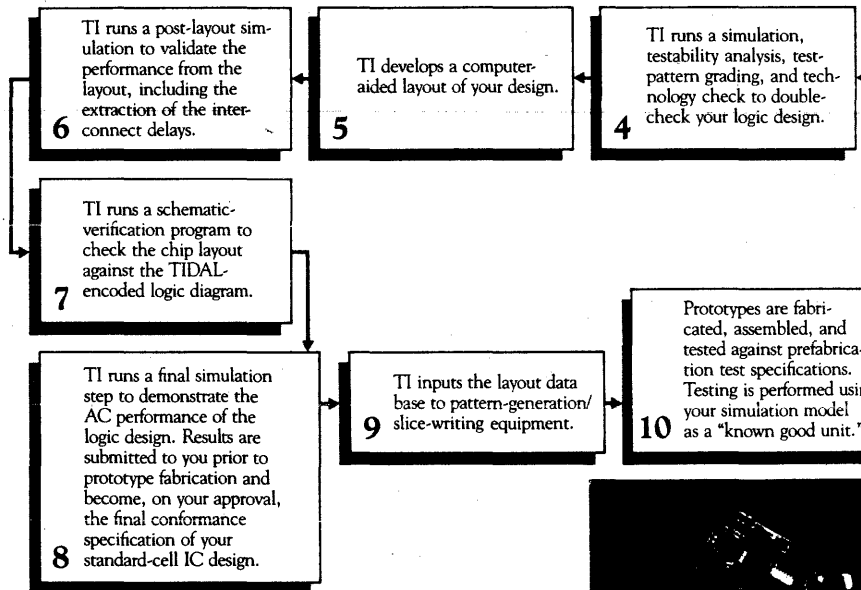 TI runs a post-layout sim-
ulation to validate the
performance from the
layout, including the
extraction of the inter-
connect delays.
6
TI develops a computer-
aided layout of your design.
5
TI runs a simulation,
testability analysis, test-
pattern grading, and tech-
nology check to double-
check your logic design.
4
TI runs a schematic-
verification program to
check the chip layout
against the TIDAL-
encoded logic diagram.
7
TI runs a final simulation
step to demonstrate the
AC performance of the
logic design. Results are
submitted to you prior to
prototype fabrication and
become, on your approval,
the final conformance
specification of your
standard-cell IC design.
8
TI inputs the layout data
base to pattern-generation/
slice-writing equipment.
9
Prototypes are fabri-
cated, assembled, and
tested against prefabrica-
tion test specifications.
Testing is performed usin
your simulation model
as a "known good unit."
10